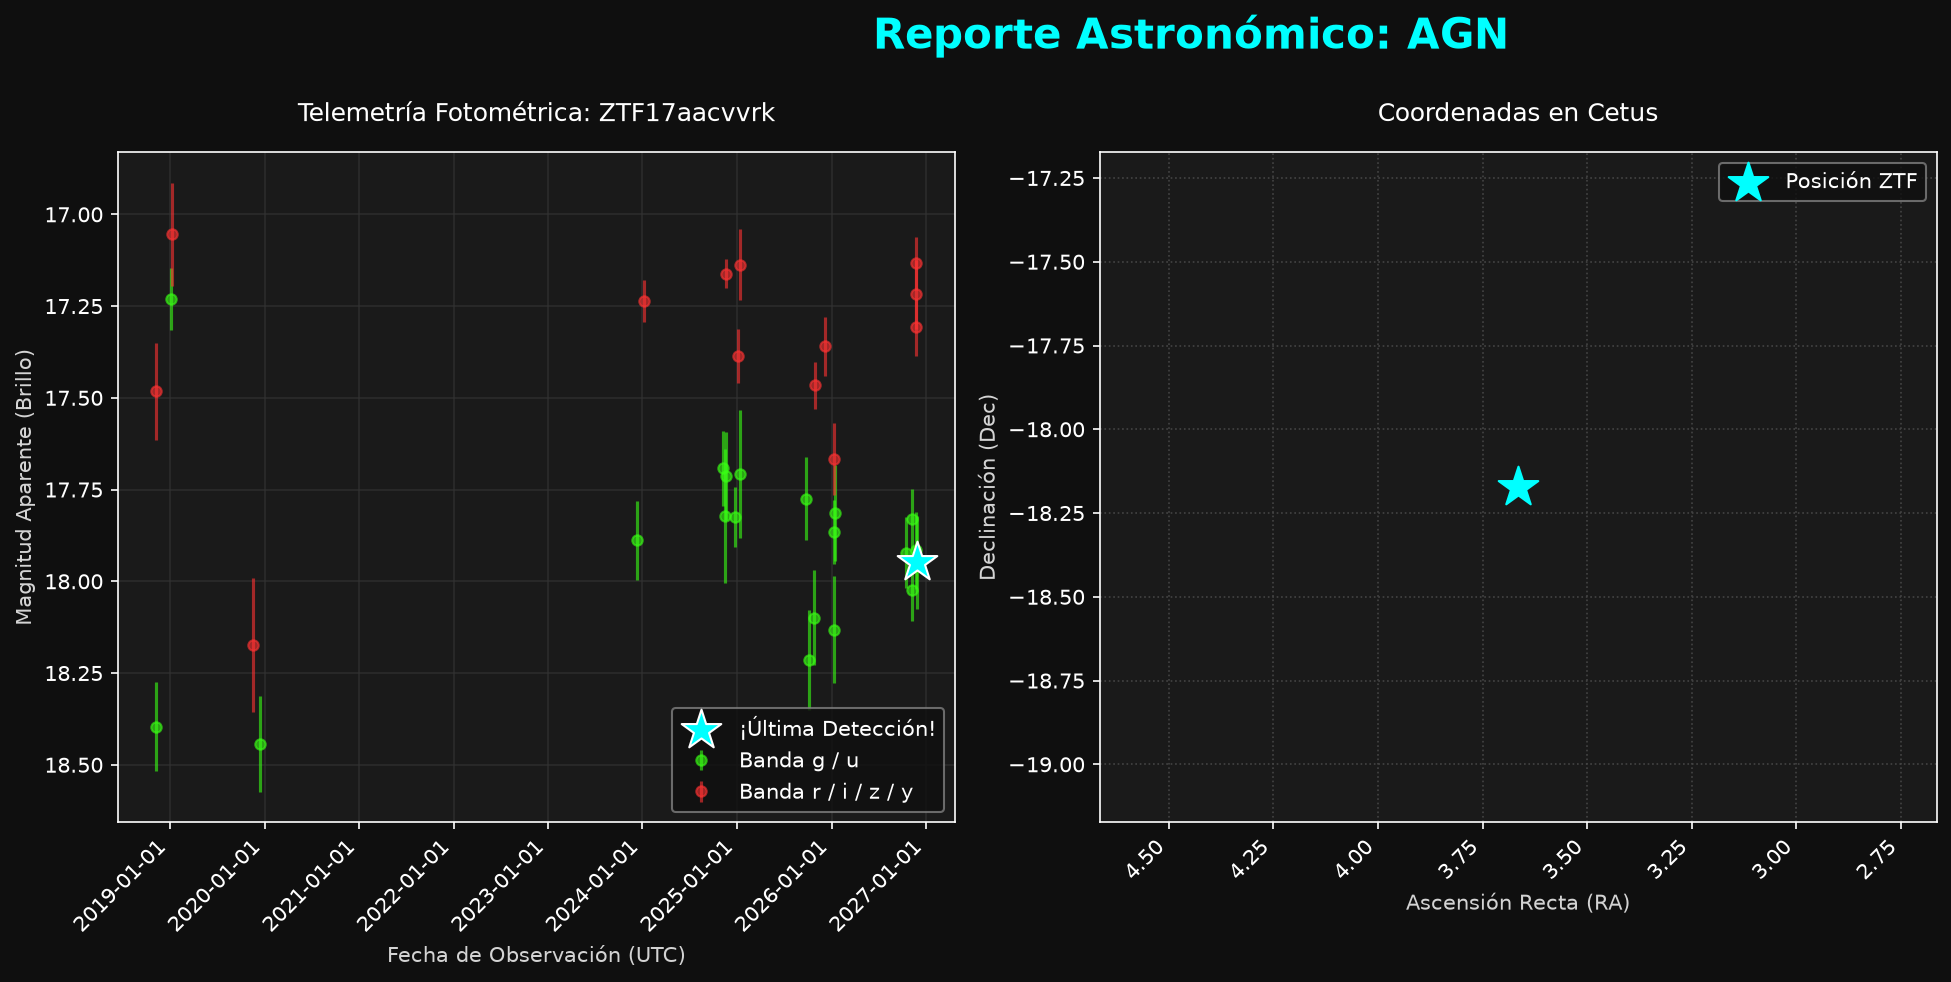 Reporte Astronómico: AGN
Telemetría Fotométrica: ZTF17aacvvrk
Magnitud Aparente (Brillo)
17.00
17.25
17.50
17.75
18.00
18.25
18.50
¡Última Detección!
Banda g / u
Banda r / i / z / y
2019-01-01
2020-01-01
2021-01-01
2022-01-01
2023-01-01
2024-01-01
2025-01-01
2026-01-01
2027-01-01
Fecha de Observación (UTC)
Coordenadas en Cetus
Declinación (Dec)
−17.25
−17.50
−17.75
−18.00
−18.25
−18.50
−18.75
−19.00
Posición ZTF
4.50
4.25
4.00
3.75
3.50
3.25
3.00
2.75
Ascensión Recta (RA)